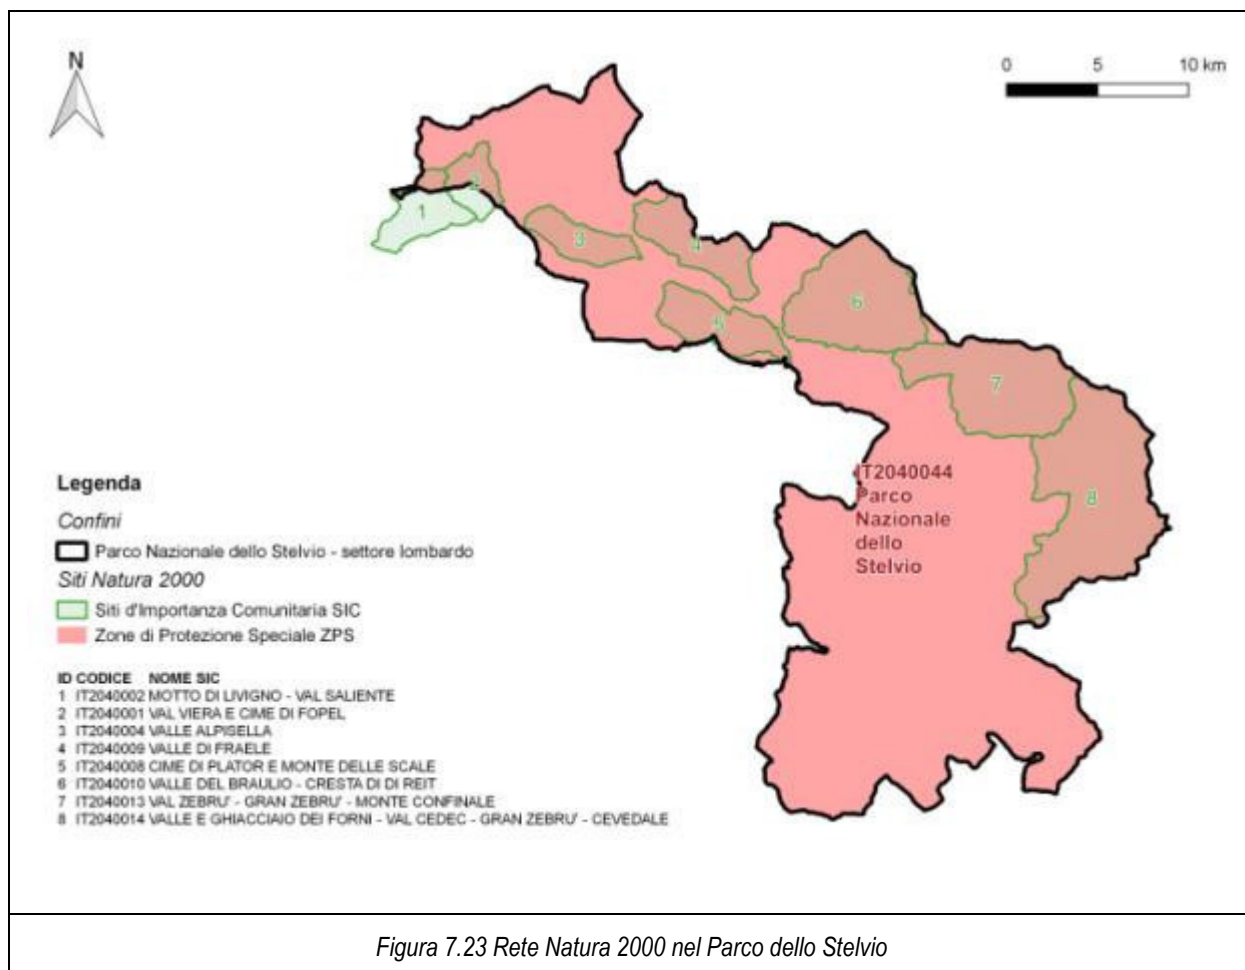 N
0 5 10 km
1
2
3
4
5
6
7
8
IT2040044
Parco
Nazionale
dello
Stelvio
Legenda
Confini
Parco Nazionale dello Stelvio - settore lombardo
Siti Natura 2000
Siti d'Importanza Comunitaria SIC
Zone di Protezione Speciale ZPS
ID CODICE NOME SIC
1 IT2040002 MOTTO DI LIVIGNO - VAL SALIENTE
2 IT2040001 VAL VIERA E CIME DI FOPEL
3 IT2040004 VALLE ALPISELLA
4 IT2040009 VALLE DI FRAELE
5 IT2040008 CIME DI PLATOR E MONTE DELLE SCALE
6 IT2040010 VALLE DEL BRAULIO - CRESTA DI DI REIT
7 IT2040013 VAL ZEBRU' - GRAN ZEBRU' - MONTE CONFINALE
8 IT2040014 VALLE E GHIACCIAIO DEI FORNI - VAL CEDEC - GRAN ZEBRU' - CEVEDALE
Figura 7.23 Rete Natura 2000 nel Parco dello Stelvio